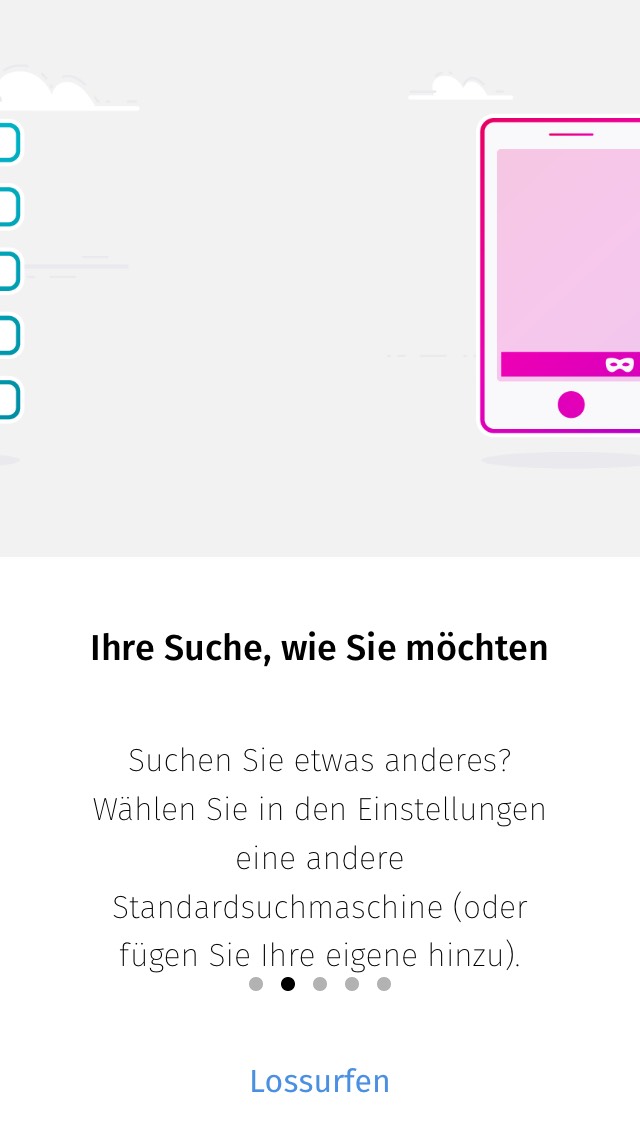 Ihre Suche, wie Sie möchten
Suchen Sie etwas anderes?
Wählen Sie in den Einstellungen
eine andere
Standardsuchmaschine (oder
fügen Sie Ihre eigene hinzu).
Lossurfen